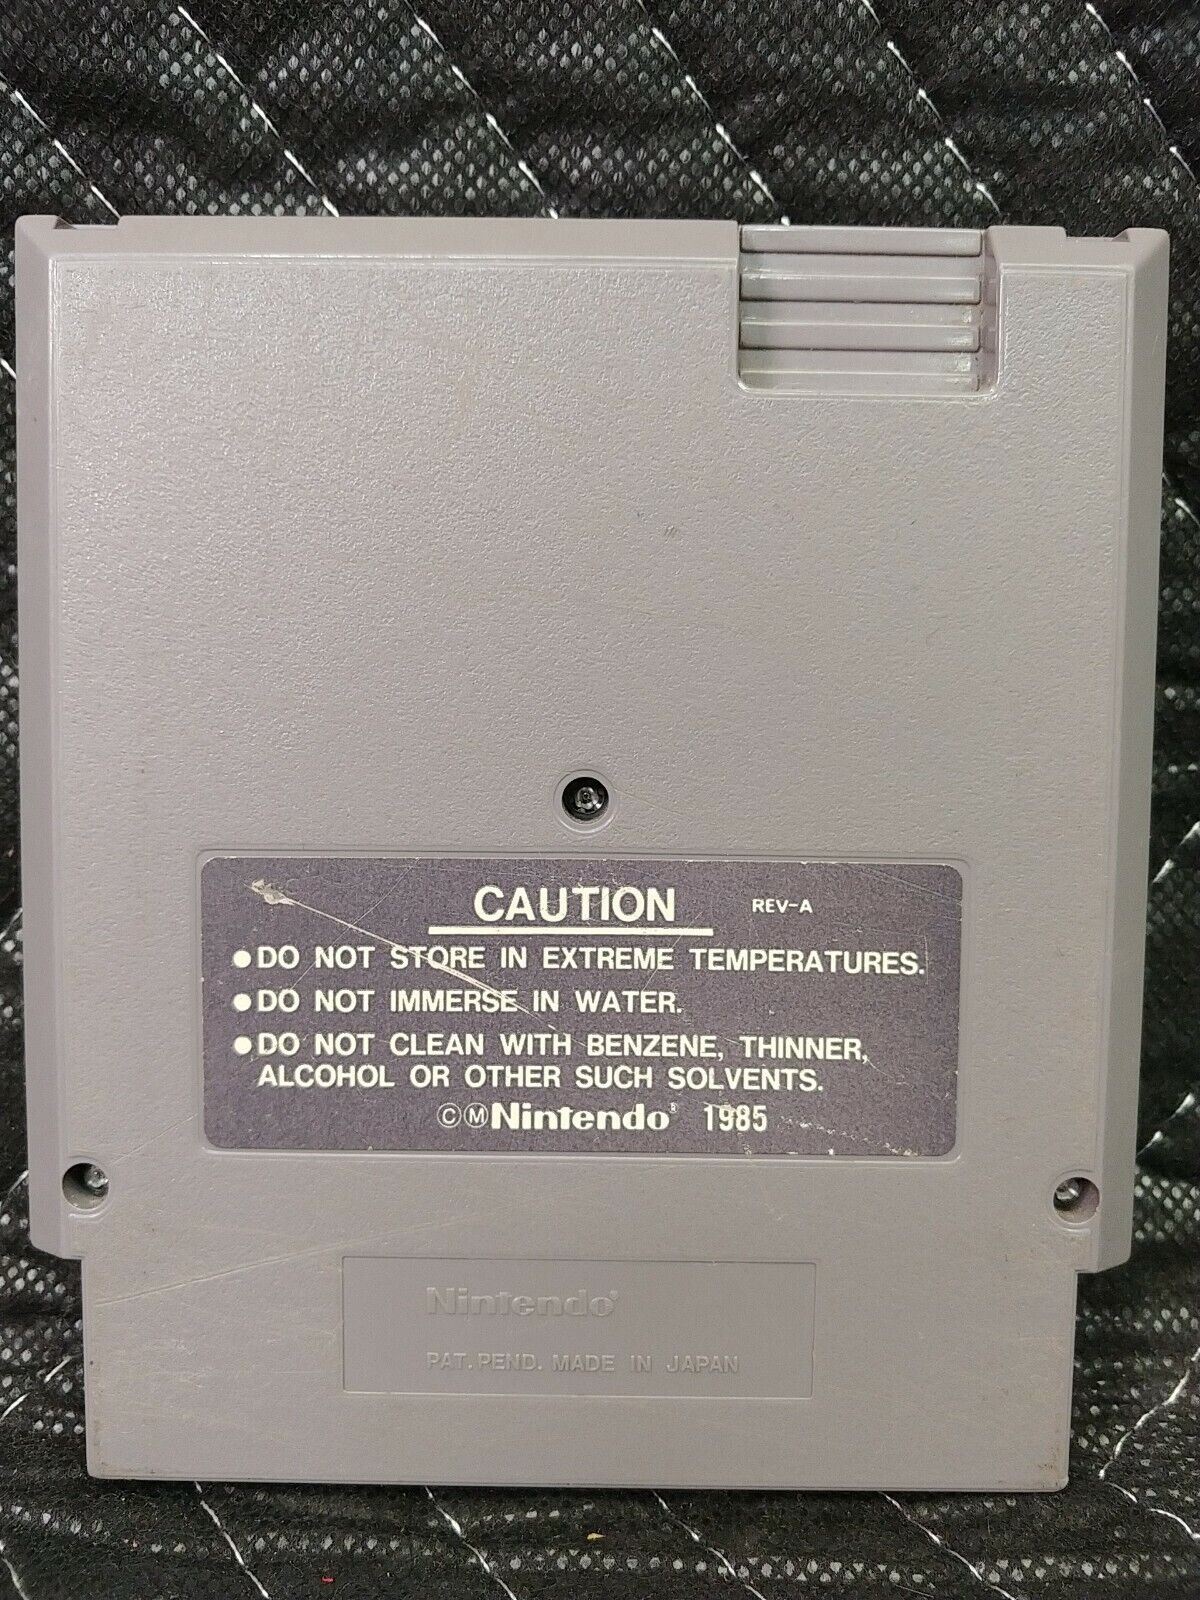 CAUTION REV-A
●DO NOT STORE IN EXTREME TEMPERATURES.
●DO NOT IMMERSE IN WATER.
●DO NOT CLEAN WITH BENZENE, THINNER,
ALCOHOL OR OTHER SUCH SOLVENTS.
ⒸⓂNintendo® 1985
Nintendo®
PAT. PEND. MADE IN JAPAN